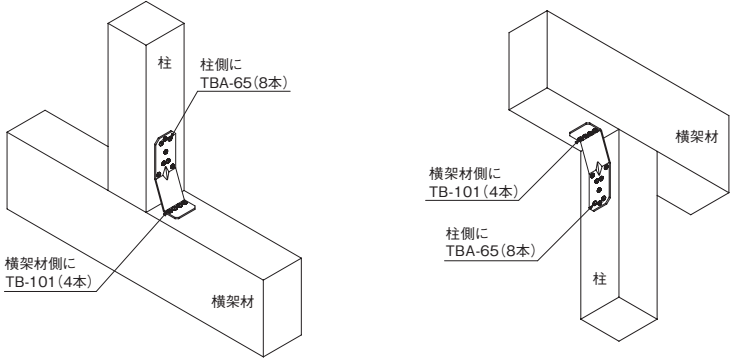 柱
柱側に
TBA-65（8本）
横架材側に
TB-101（4本）
横架材
横架材
横架材側に
TB-101（4本）
柱側に
TBA-65（8本）
柱